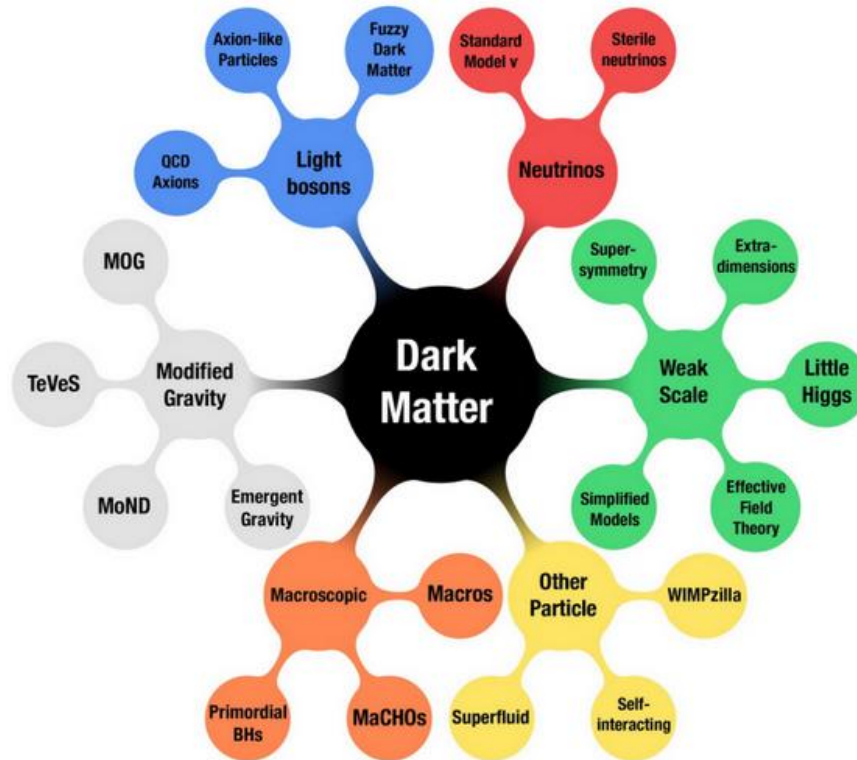 Dark
Matter
Light
bosons
QCD
Axions
Axion-like
Particles
Fuzzy
Dark
Matter
Neutrinos
Standard
Model ν
Sterile
neutrinos
Weak
Scale
Super-
symmetry
Extra-
dimensions
Little
Higgs
Effective
Field
Theory
Simplified
Models
Other
Particle
WIMPzilla
Self-
interacting
Superfluid
Macroscopic
Macros
MaCHOs
Primordial
BHs
Modified
Gravity
Emergent
Gravity
MoND
TeVeS
MOG